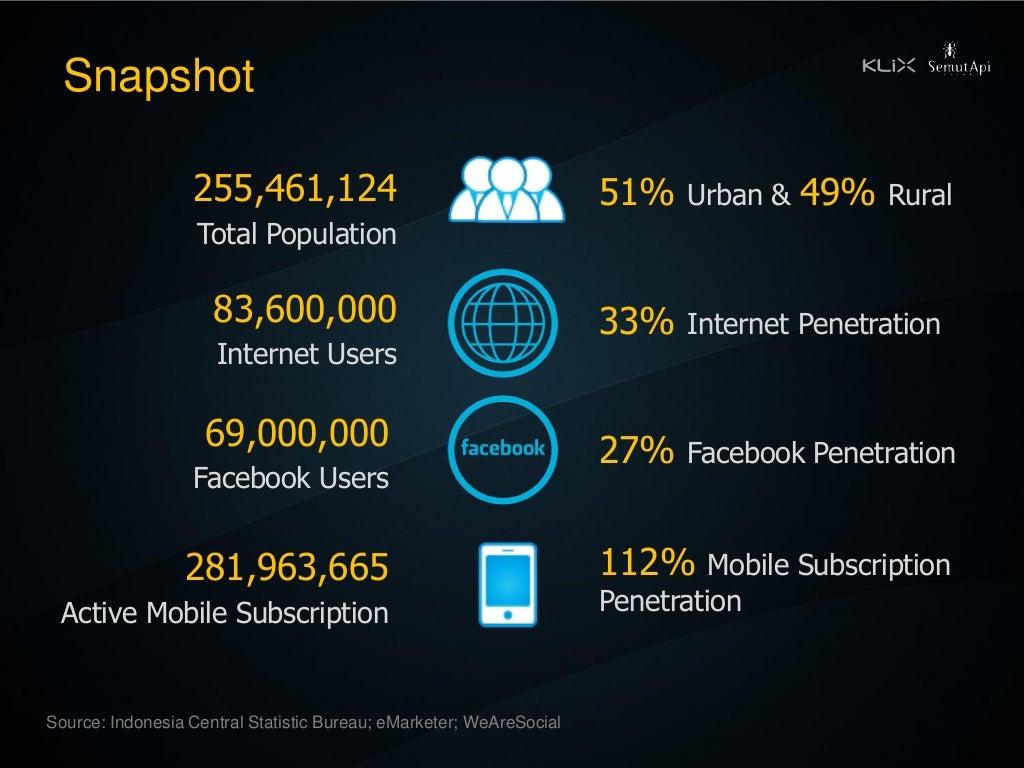 Snapshot
KLiX SemutApi
255,461,124
Total Population
51% Urban & 49% Rural
83,600,000
Internet Users
33% Internet Penetration
69,000,000
Facebook Users
facebook
27% Facebook Penetration
281,963,665
Active Mobile Subscription
112% Mobile Subscription
Penetration
Source: Indonesia Central Statistic Bureau; eMarketer; WeAreSocial